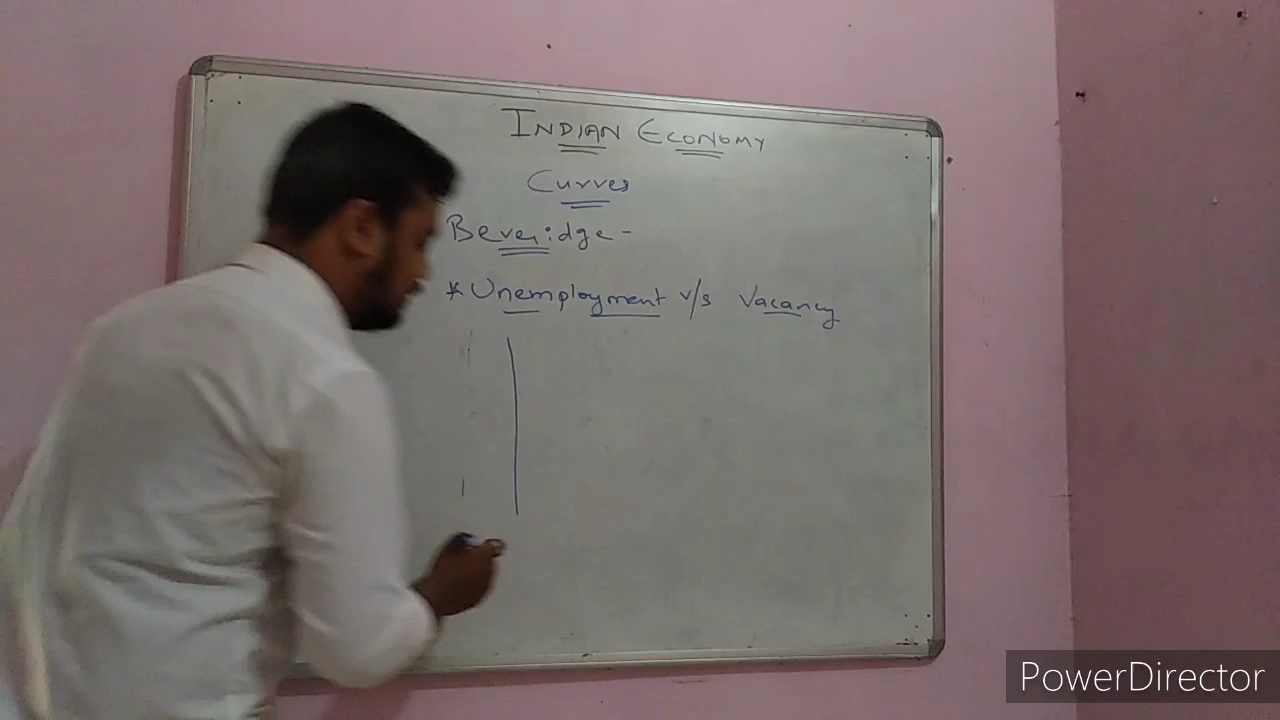 INDIAN ECONOMY
Curves
Beveridge -
* Unemployment v/s Vacancy
PowerDirector